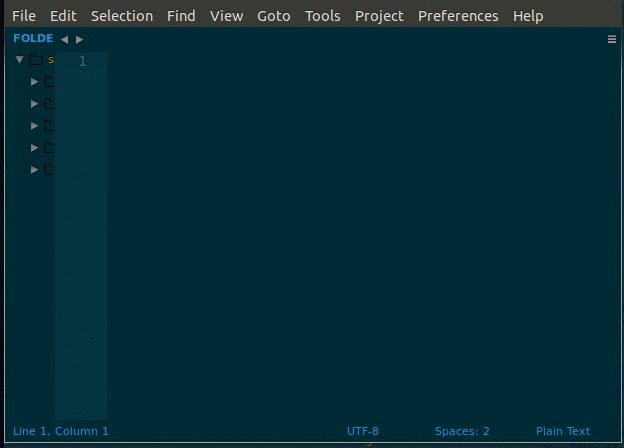 File Edit Selection Find View Goto Tools Project Preferences Help
FOLDE
s
1
Line 1, Column 1 UTF-8 Spaces: 2 Plain Text